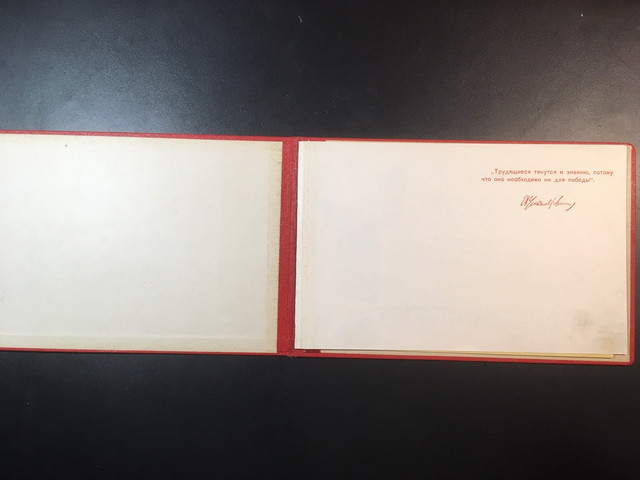 „Трудящиеся тянутся к знанию, потому
что оно необходимо им для победы".